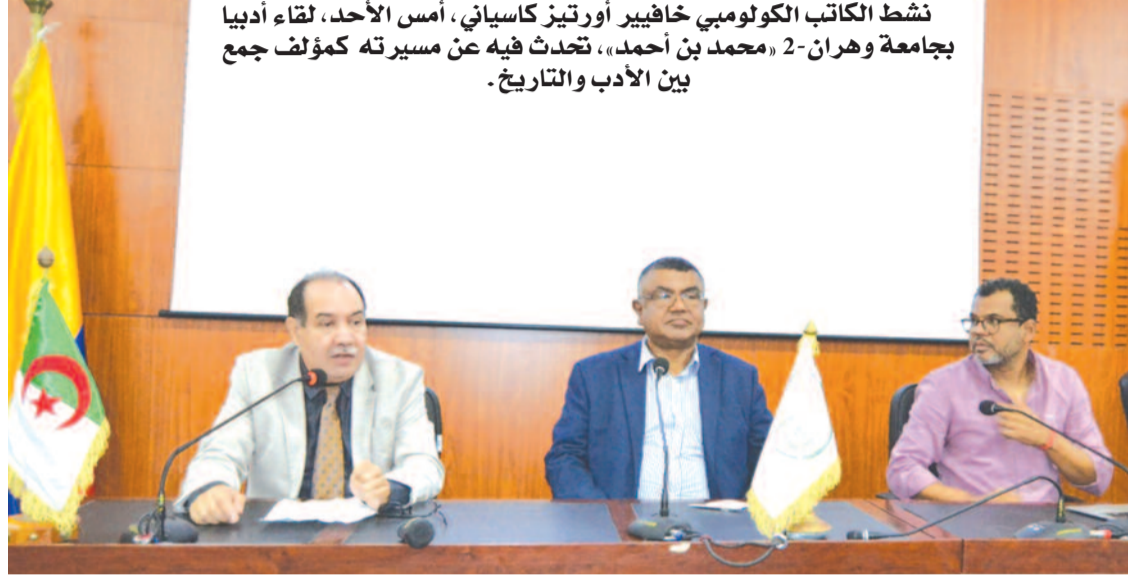 نشط الكاتب الكولومبي خافيير أورتيز كاسياني، أمس الأحد، لقاء أدبيا
بجامعة وهران-2 «محمد بن أحمد»، تحدث فيه عن مسيرته كمؤلف جمع
بين الأدب والتاريخ.